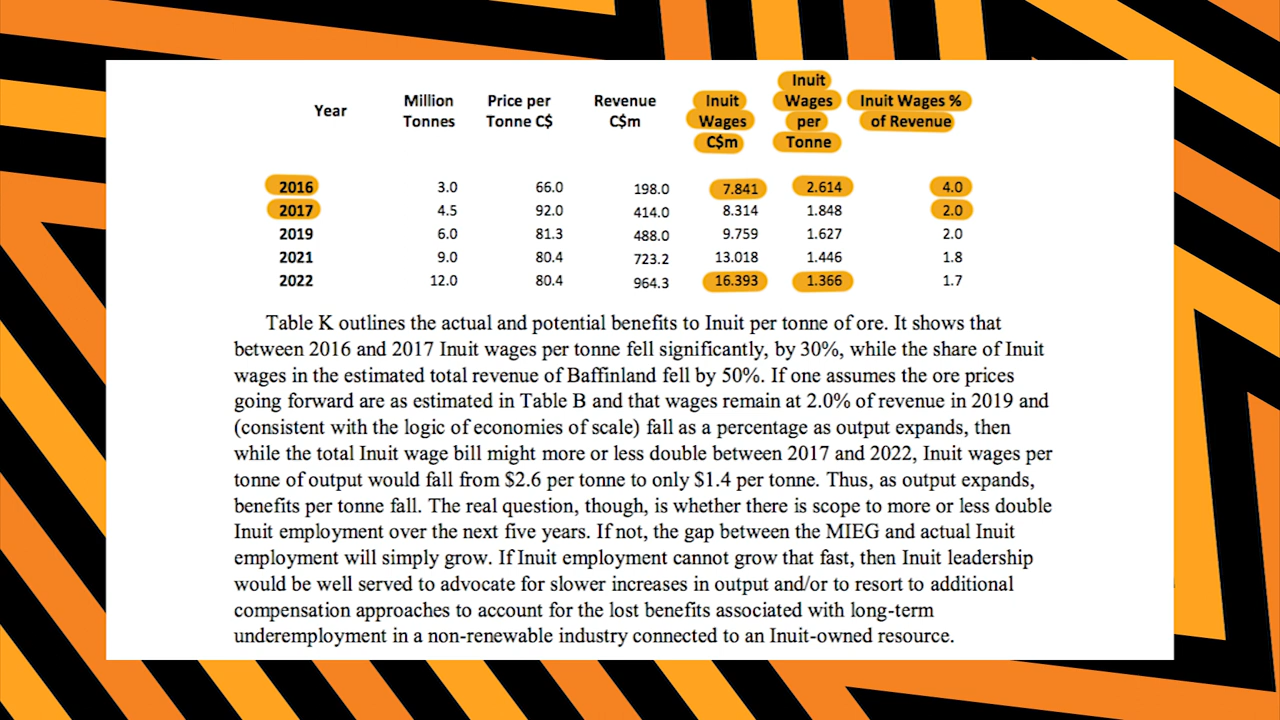 Year Million Tonnes Price per Tonne C$ Revenue C$m Inuit Wages C$m Inuit Wages per Tonne Inuit Wages % of Revenue
2016 3.0 66.0 198.0 7.841 2.614 4.0
2017 4.5 92.0 414.0 8.314 1.848 2.0
2019 6.0 81.3 488.0 9.759 1.627 2.0
2021 9.0 80.4 723.2 13.018 1.446 1.8
2022 12.0 80.4 964.3 16.393 1.366 1.7
Table K outlines the actual and potential benefits to Inuit per tonne of ore. It shows that
between 2016 and 2017 Inuit wages per tonne fell significantly, by 30%, while the share of Inuit
wages in the estimated total revenue of Baffinland fell by 50%. If one assumes the ore prices
going forward are as estimated in Table B and that wages remain at 2.0% of revenue in 2019 and
(consistent with the logic of economies of scale) fall as a percentage as output expands, then
while the total Inuit wage bill might more or less double between 2017 and 2022, Inuit wages per
tonne of output would fall from $2.6 per tonne to only $1.4 per tonne. Thus, as output expands,
benefits per tonne fall. The real question, though, is whether there is scope to more or less double
Inuit employment over the next five years. If not, the gap between the MIEG and actual Inuit
employment will simply grow. If Inuit employment cannot grow that fast, then Inuit leadership
would be well served to advocate for slower increases in output and/or to resort to additional
compensation approaches to account for the lost benefits associated with long-term
underemployment in a non-renewable industry connected to an Inuit-owned resource.